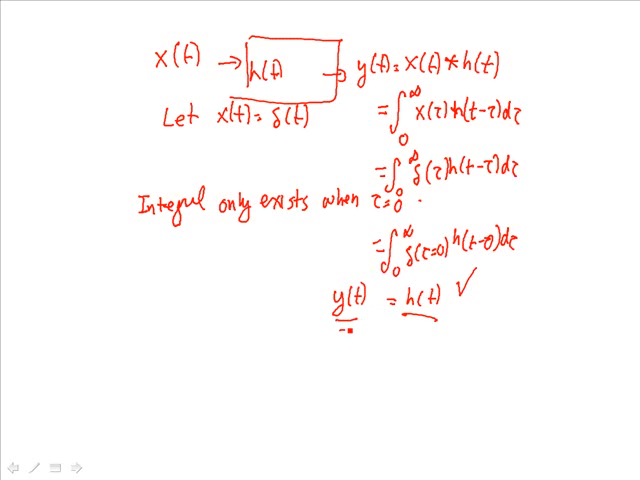 x(t) → h(t) → y(t) = x(t) * h(t)
Let x(t) = δ(t)
= ∫₀^∞ x(τ) h(t-τ)dτ
= ∫₀^∞ δ(τ) h(t-τ)dτ
Integral only exists when τ=0 .
= ∫₀^∞ δ(τ=0) h(t-0)dτ
y(t) = h(t) ✓